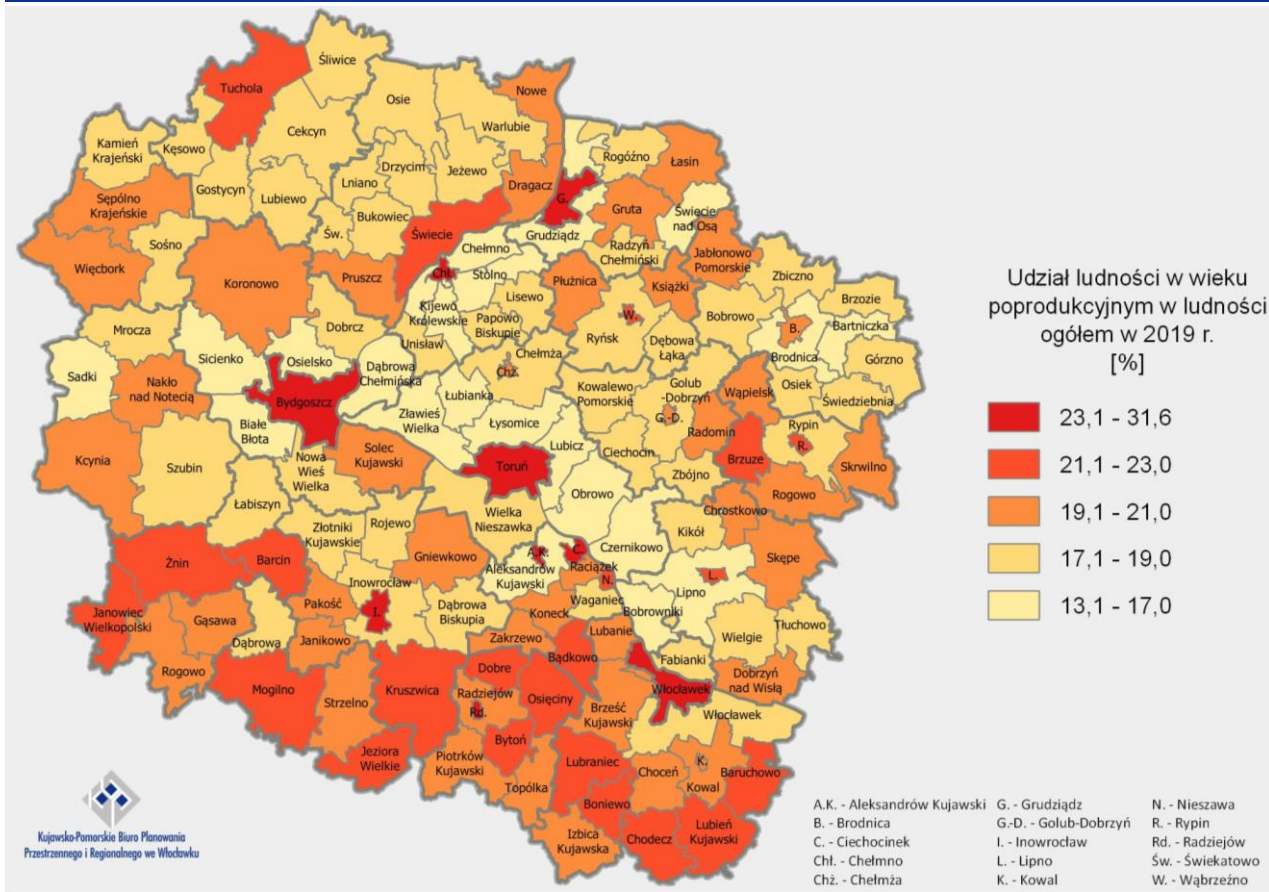 Śliwice
Tuchola
Nowe
Osie
Warlubie
Cekcyn
Kamień
Krajeński
Kęsowo
Rogóźno
Łasin
Drzycim
Jeżewo
Dragacz
Gostycyn
Lniano
Lubiewo
Sępólno
Krajeńskie
G.
Gruta
Bukowiec
Św.
Świecie
Świecie
nad Osą
Grudziądz
Sośno
Radzyń
Chełmiński
Chełmno
Jabłonowo
Pomorskie
Więcbork
Koronowo
Pruszcz
Chł.
Stolno
Zbiczno
Płużnica
Książki
Lisewo
Brzozie
Kijewo
Królewskie
Papowo
Biskupie
W.
Bobrowo
Bartniczka
Mrocza
Dobrcz
B.
Unisław
Ryńsk
Dębowa
Łąka
Brodnica
Górzno
Sicienko
Osielsko
Chełmża
Dąbrowa
Chełmińska
Chż.
Sadki
Nakło
nad Notecią
Kowalewo
Pomorskie
Golub
-Dobrzyń
Wąpielsk
Osiek
Świedziebnia
Bydgoszcz
Łubianka
Zławieś
Wielka
Łysomice
G.-D.
Rypin
Białe
Błota
Radomin
R.
Lubicz
Solec
Kujawski
Ciechocin
Brzuze
Kcynia
Szubin
Nowa
Wieś
Wielka
Toruń
Zbójno
Skrwilno
Obrowo
Rogowo
Łabiszyn
Wielka
Nieszawka
Chrostkowo
Złotniki
Kujawskie
Rojewo
Kikół
Czernikowo
Gniewkowo
A.K.
C.
Skępe
Żnin
Barcin
Aleksandrów
Kujawski
Raciążek
N.
L.
Inowrocław
Lipno
Janowiec
Wielkopolski
Pakość
I.
Dąbrowa
Biskupia
Waganiec
Bobrowniki
Gąsawa
Koneck
Tłuchowo
Dąbrowa
Janikowo
Zakrzewo
Lubanie
Wielgie
Rogowo
Bądkowo
Fabianki
Dobre
Dobrzyń
nad Wisłą
Mogilno
Kruszwica
Włocławek
Strzelno
Radziejów
Osięciny
Rd.
Brześć
Kujawski
Włocławek
Bytoń
Jeziora
Wielkie
Piotrków
Kujawski
Lubraniec
K.
Choceń
Baruchowo
Kowal
Topólka
Boniewo
Izbica
Kujawska
Chodecz
Lubień
Kujawski
Udział ludności w wieku
poprodukcyjnym w ludności
ogółem w 2019 r.
[%]
23,1 - 31,6
21,1 - 23,0
19,1 - 21,0
17,1 - 19,0
13,1 - 17,0
Kujawsko-Pomorskie Biuro Planowania
Przestrzennego i Regionalnego we Włocławku
A.K. - Aleksandrów Kujawski
B. - Brodnica
C. - Ciechocinek
Chł. - Chełmno
Chż. - Chełmża
G. - Grudziądz
G.-D. - Golub-Dobrzyń
I. - Inowrocław
L. - Lipno
K. - Kowal
N. - Nieszawa
R. - Rypin
Rd. - Radziejów
Św. - Świekatowo
W. - Wąbrzeźno